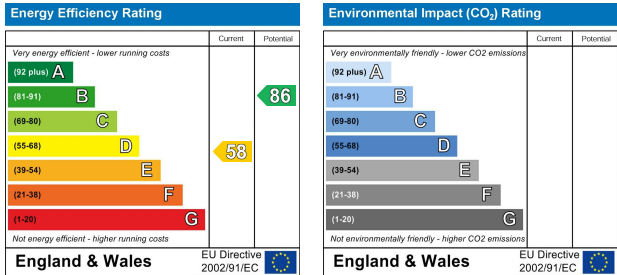 Energy Efficiency Rating
Current Potential
Very energy efficient - lower running costs
(92 plus) A
(81-91) B
(69-80) C
(55-68) D
(39-54) E
(21-38) F
(1-20) G
58
86
Not energy efficient - higher running costs
England & Wales
EU Directive
2002/91/EC
Environmental Impact (CO₂) Rating
Current Potential
Very environmentally friendly - lower CO2 emissions
(92 plus) A
(81-91) B
(69-80) C
(55-68) D
(39-54) E
(21-38) F
(1-20) G
Not environmentally friendly - higher CO2 emissions
England & Wales
EU Directive
2002/91/EC